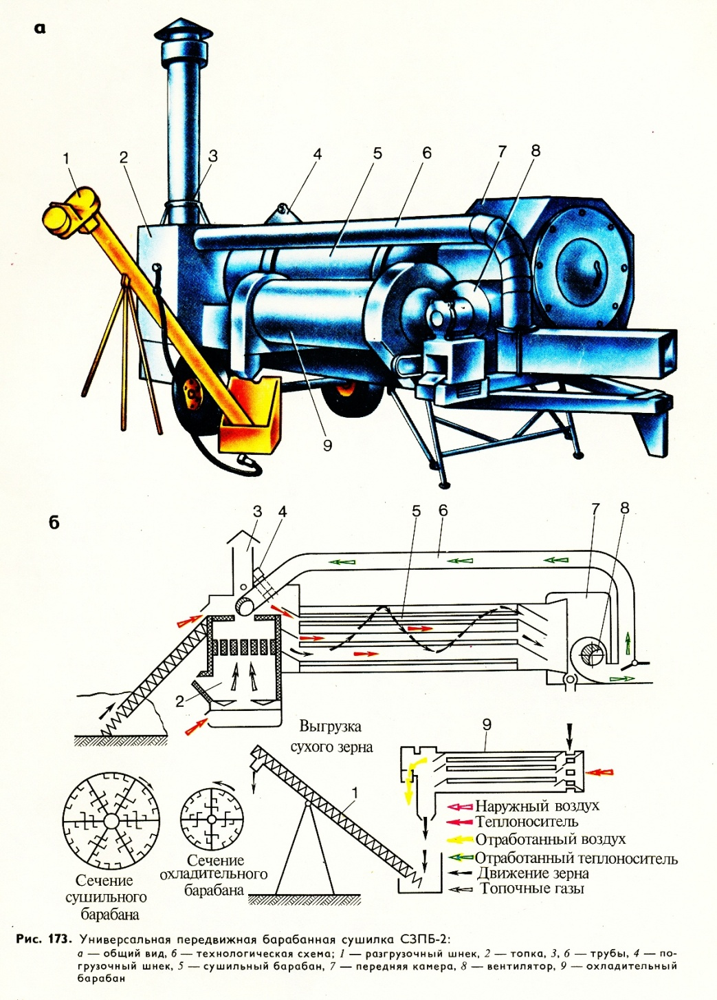 а
1 2 3 4 5 6 7 8
9
б
3 4 5 6 7 8
2
Выгрузка
сухого зерна
9
1
Наружный воздух
Теплоноситель
Отработанный воздух
Отработанный теплоноситель
Движение зерна
Топочные газы
Сечение
сушильного
барабана
Сечение
охладительного
барабана
Рис. 173. Универсальная передвижная барабанная сушилка СЗПБ-2:
а — общий вид, б — технологическая схема; 1 — разгрузочный шнек, 2 — топка, 3, 6 — трубы, 4 — по-
грузочный шнек, 5 — сушильный барабан, 7 — передняя камера, 8 — вентилятор, 9 — охладительный
барабан